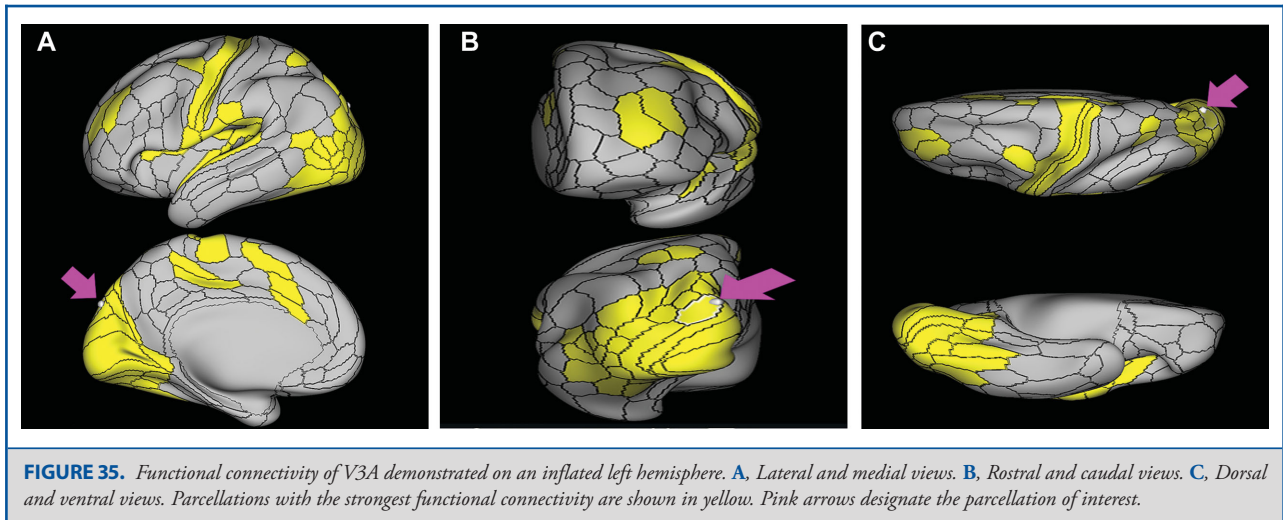 A
B
C
FIGURE 35. Functional connectivity of V3A demonstrated on an inflated left hemisphere. A, Lateral and medial views. B, Rostral and caudal views. C, Dorsal
and ventral views. Parcellations with the strongest functional connectivity are shown in yellow. Pink arrows designate the parcellation of interest.